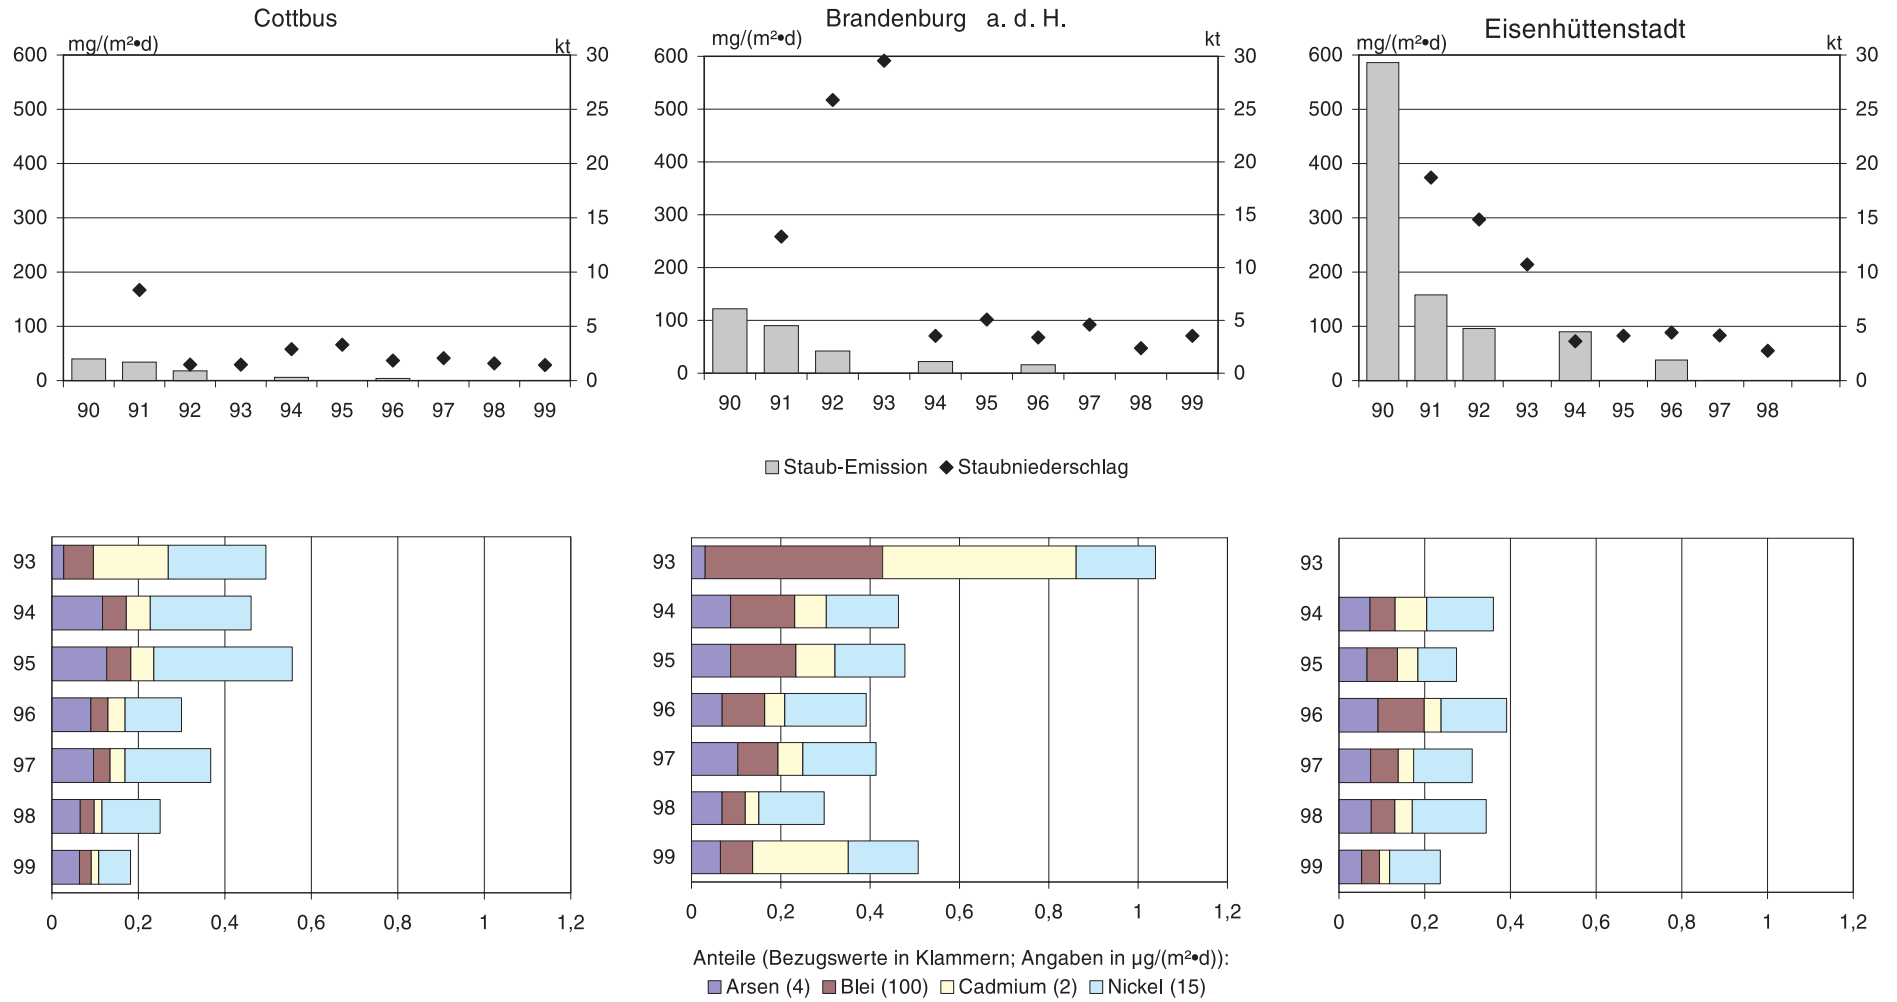 Cottbus
mg/(m²•d) kt
600 30
500 25
400 20
300 15
200 10
100 5
0 0
90 91 92 93 94 95 96 97 98 99
Brandenburg a. d. H.
mg/(m²•d) kt
600 30
500 25
400 20
300 15
200 10
100 5
0 0
90 91 92 93 94 95 96 97 98 99
Eisenhüttenstadt
mg/(m²•d) kt
600 30
500 25
400 20
300 15
200 10
100 5
0 0
90 91 92 93 94 95 96 97 98
Staub-Emission Staubniederschlag
93
94
95
96
97
98
99
0 0,2 0,4 0,6 0,8 1 1,2
93
94
95
96
97
98
99
0 0,2 0,4 0,6 0,8 1 1,2
93
94
95
96
97
98
99
0 0,2 0,4 0,6 0,8 1 1,2
Anteile (Bezugswerte in Klammern; Angaben in µg/(m²•d)):
Arsen (4) Blei (100) Cadmium (2) Nickel (15)